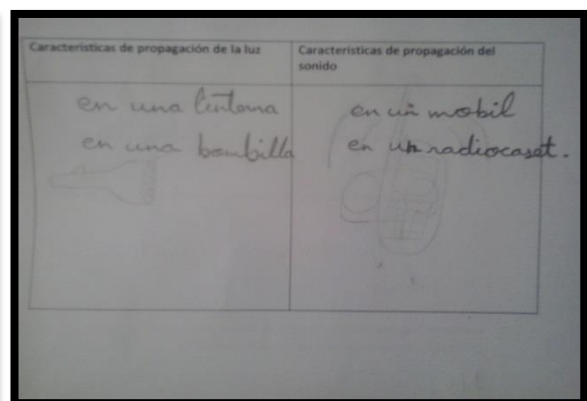 Características de propagación de la luz
Características de propagación del
sonido
en una linterna
en una bombilla
en un mobil
en un radiocaset.